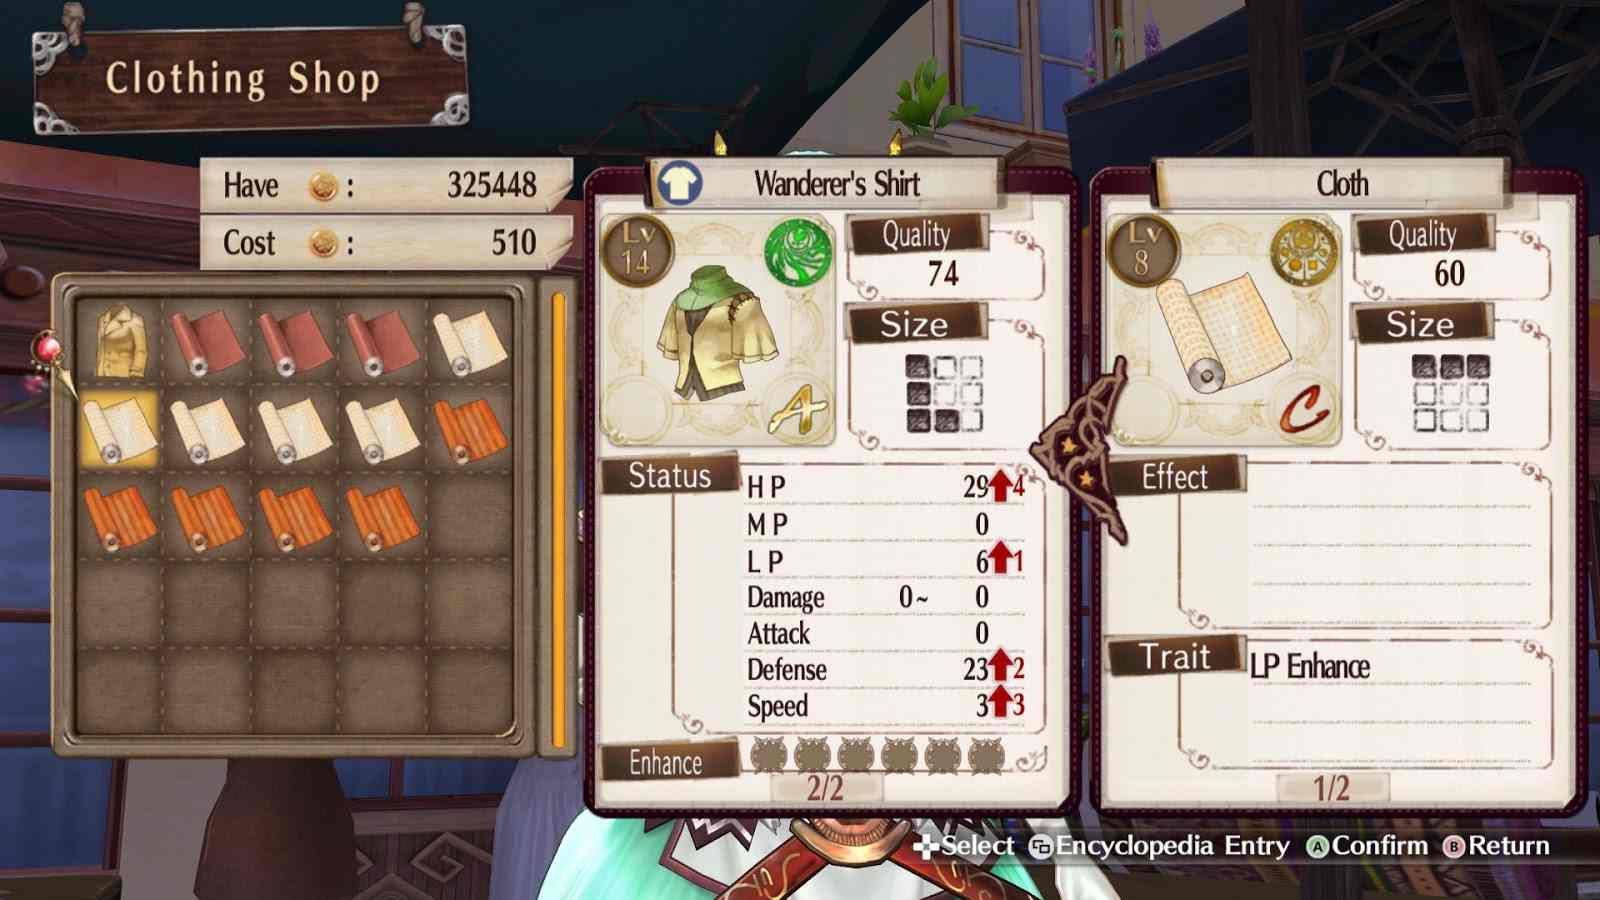 Clothing Shop
Have : 325448
Cost : 510
Wanderer's Shirt
Lv
14
A
Quality
74
Size
Status
HP 29 4
MP 0
LP 6 1
Damage 0~ 0
Attack 0
Defense 23 2
Speed 3 3
Enhance
2/2
Cloth
Lv
8
C
Quality
60
Size
Effect
Trait
LP Enhance
1/2
Select Encyclopedia Entry A Confirm B Return